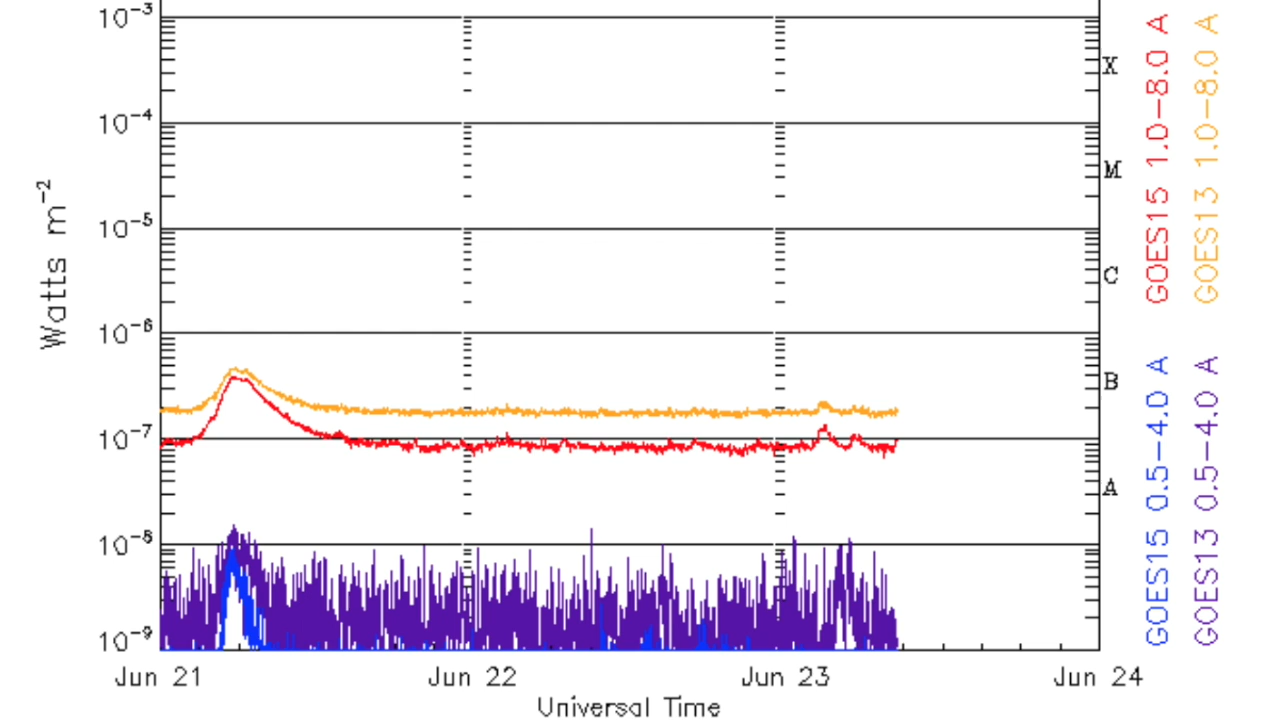 10⁻³
10⁻⁴
10⁻⁵
10⁻⁶
10⁻⁷
10⁻⁸
10⁻⁹
Watts m⁻²
X
M
C
B
A
Jun 21 Jun 22 Jun 23 Jun 24
Universal Time
GOES15 1.0-8.0 A
GOES13 1.0-8.0 A
GOES15 0.5-4.0 A
GOES13 0.5-4.0 A